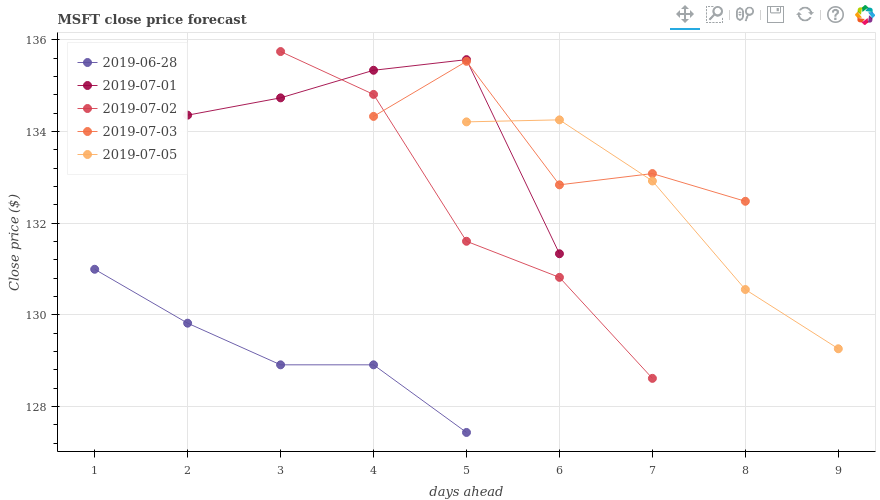 MSFT close price forecast
136
134
132
130
128
Close price ($)
2019-06-28
2019-07-01
2019-07-02
2019-07-03
2019-07-05
1 2 3 4 5 6 7 8 9
days ahead